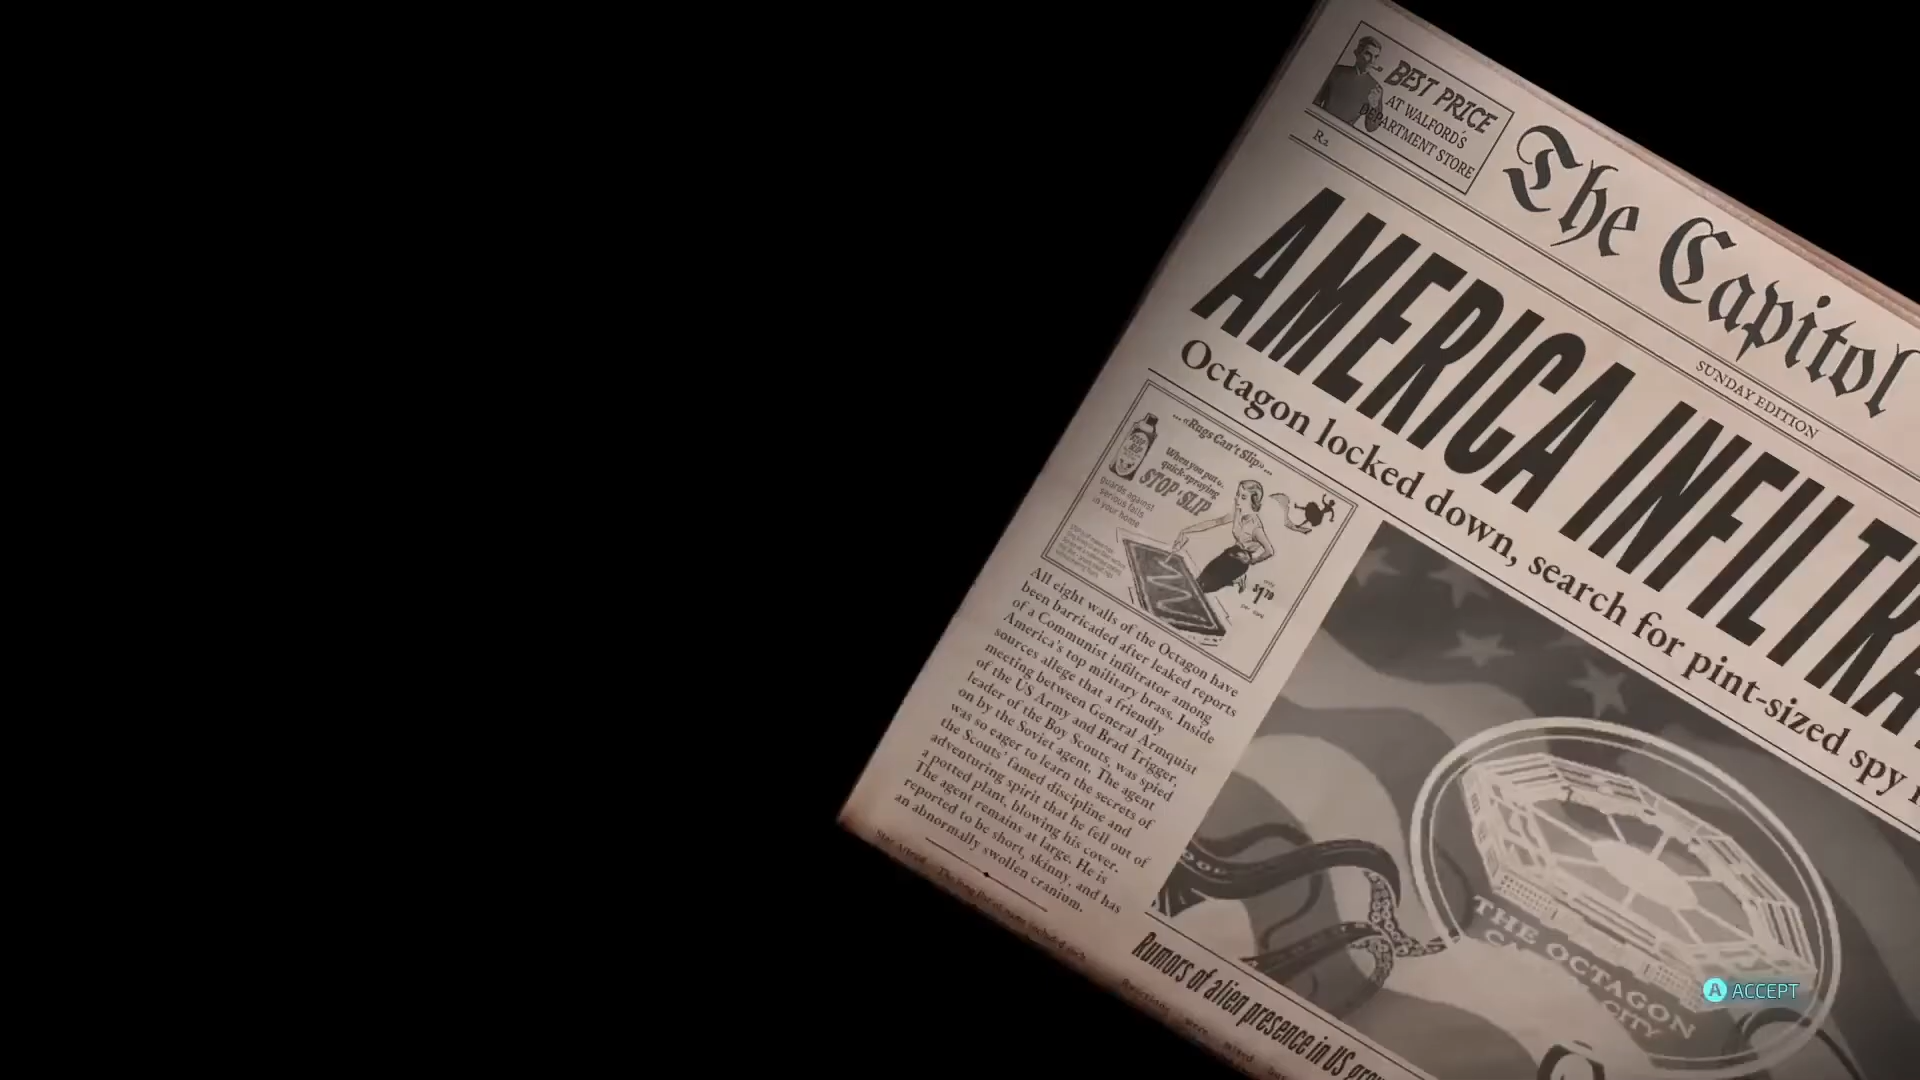 BEST PRICE
AT WALFORD'S
DEPARTMENT STORE
R2
The Capitol
SUNDAY EDITION
AMERICA INFILTRA
Octagon locked down, search for pint-sized spy
... «Rugs Can't Slip»...
When you put a
quick-spraying
STOP-SLIP
guards against
serious falls
in your home
only
$1.79
All eight walls of the Octagon have
been barricaded after leaked reports
of a Communist infiltrator among
America's top military brass. Inside
sources allege that a friendly
meeting between General Armquist
of the US Army and Brad Trigger,
leader of the Boy Scouts, was spied
on by the Soviet agent. The agent
was so eager to learn the secrets of
the Scouts' famed discipline and
adventuring spirit that he fell out of
a potted plant, blowing his cover.
The agent remains at large. He is
reported to be short, skinny, and has
an abnormally swollen cranium.
THE OCTAGON
CITY
Rumors of alien presence in US
A ACCEPT